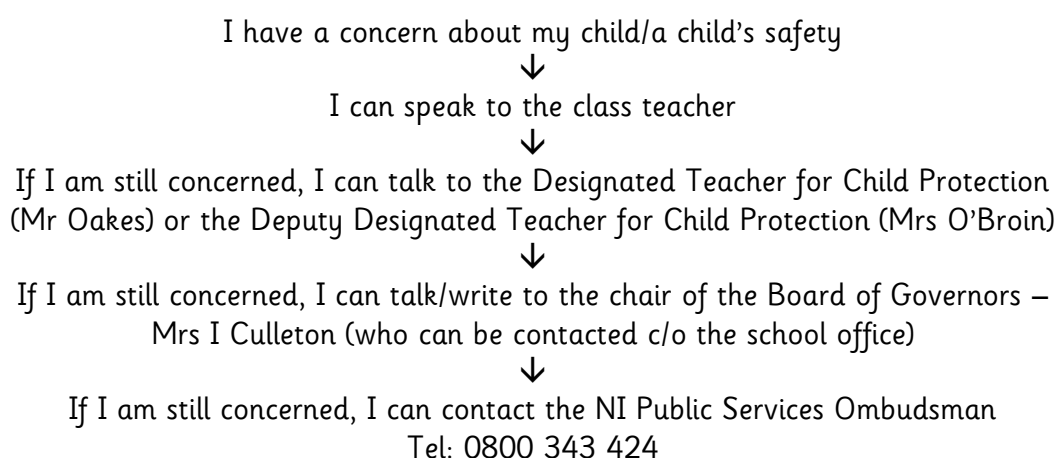 I have a concern about my child/a child's safety
↓
I can speak to the class teacher
↓
If I am still concerned, I can talk to the Designated Teacher for Child Protection
(Mr Oakes) or the Deputy Designated Teacher for Child Protection (Mrs O'Broin)
↓
If I am still concerned, I can talk/write to the chair of the Board of Governors –
Mrs I Culleton (who can be contacted c/o the school office)
↓
If I am still concerned, I can contact the NI Public Services Ombudsman
Tel: 0800 343 424